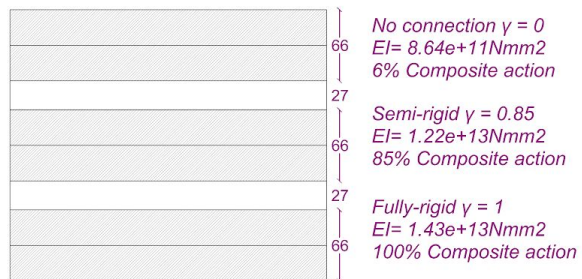 No connection γ = 0
EI= 8.64e+11Nmm2
6% Composite action
66
27
Semi-rigid γ = 0.85
EI= 1.22e+13Nmm2
85% Composite action
66
27
Fully-rigid γ = 1
EI= 1.43e+13Nmm2
100% Composite action
66